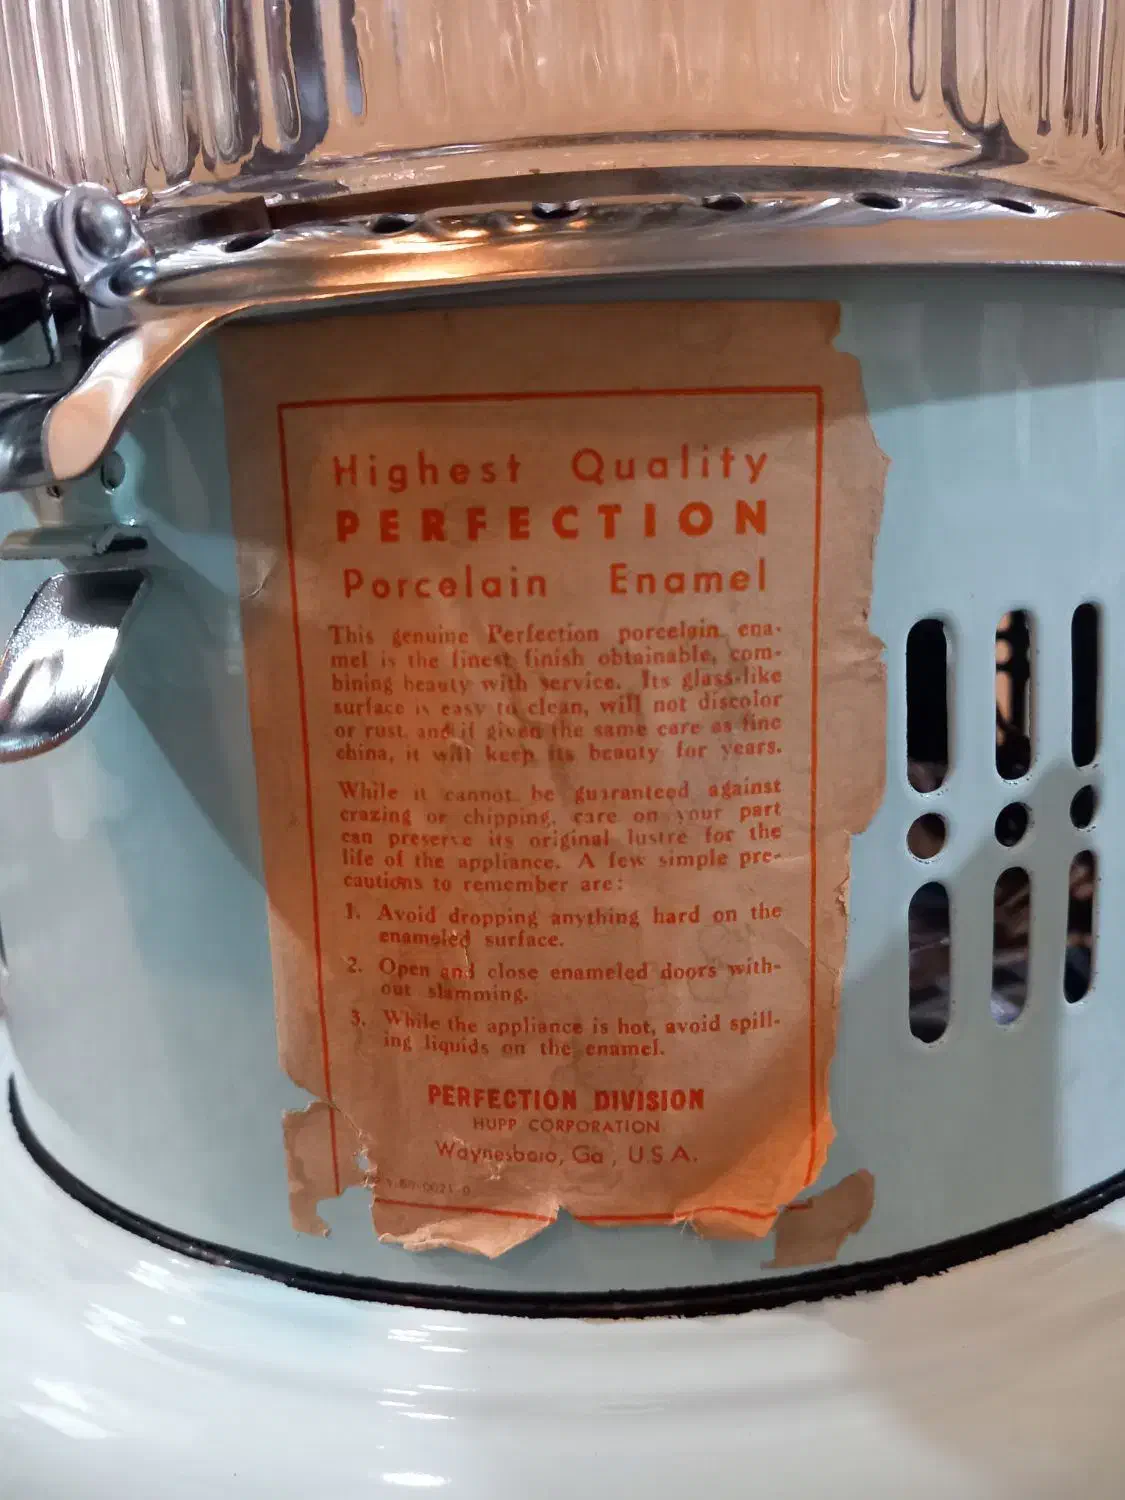 Highest Quality
PERFECTION
Porcelain Enamel
This genuine Perfection porcelain ena-
mel is the finest finish obtainable, com-
bining beauty with service. Its glass-like
surface is easy to clean, will not discolor
or rust, and if given the same care as fine
china, it will keep its beauty for years.
While it cannot be guaranteed against
crazing or chipping, care on your part
can preserve its original lustre for the
life of the appliance. A few simple pre-
cautions to remember are:
1. Avoid dropping anything hard on the
enameled surface.
2. Open and close enameled doors with-
out slamming.
3. While the appliance is hot, avoid spill-
ing liquids on the enamel.
PERFECTION DIVISION
HUPP CORPORATION
Waynesboro, Ga., U.S.A.